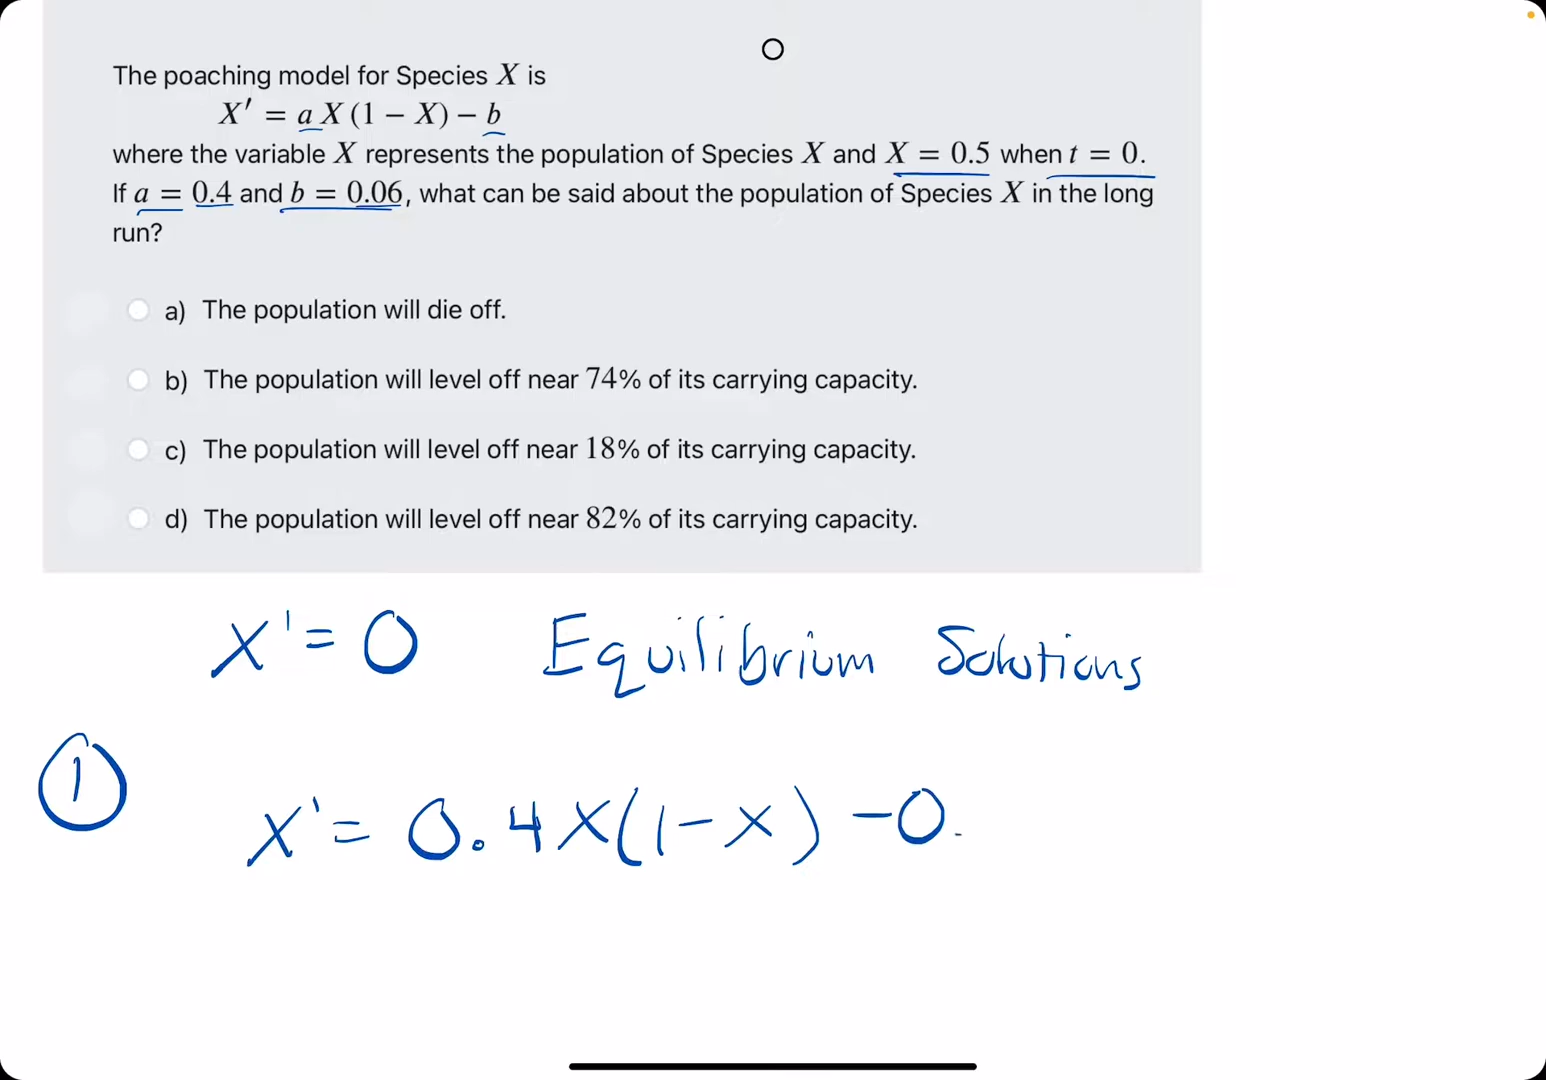 The poaching model for Species X is
X′ = a X (1 − X) − b
where the variable X represents the population of Species X and X = 0.5 when t = 0.
If a = 0.4 and b = 0.06, what can be said about the population of Species X in the long
run?
a) The population will die off.
b) The population will level off near 74% of its carrying capacity.
c) The population will level off near 18% of its carrying capacity.
d) The population will level off near 82% of its carrying capacity.
X' = 0 Equilibrium Solutions
1
X' = 0.4X(1-X) -0.